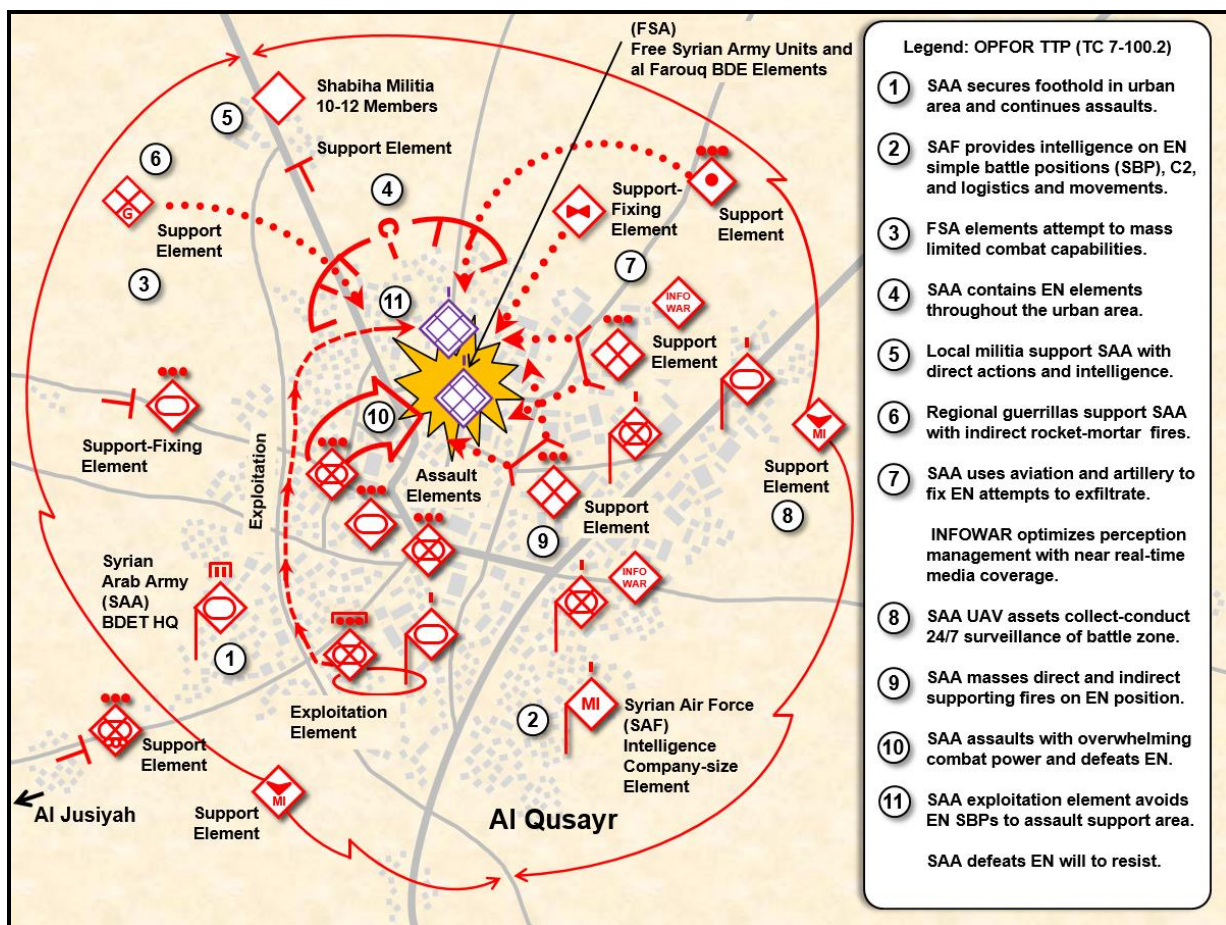 (FSA)
Free Syrian Army Units and
al Farouq BDE Elements
Shabiha Militia
10-12 Members
5
Support Element
6
G
Support
Element
4
Support-
Fixing
Element
Support
Element
3
7
11
INFO
WAR
Support
Element
Support-Fixing
Element
Exploitation
10
Assault
Elements
MI
Support
Element
8
Support
Element
9
Syrian
Arab Army
(SAA)
BDET HQ
1
INFO
WAR
Exploitation
Element
2
MI
Syrian Air Force
(SAF)
Intelligence
Company-size
Element
Support
Element
Al Jusiyah
MI
Support
Element
Al Qusayr
Legend: OPFOR TTP (TC 7-100.2)
1 SAA secures foothold in urban
area and continues assaults.
2 SAF provides intelligence on EN
simple battle positions (SBP), C2,
and logistics and movements.
3 FSA elements attempt to mass
limited combat capabilities.
4 SAA contains EN elements
throughout the urban area.
5 Local militia support SAA with
direct actions and intelligence.
6 Regional guerrillas support SAA
with indirect rocket-mortar fires.
7 SAA uses aviation and artillery to
fix EN attempts to exfiltrate.
INFOWAR optimizes perception
management with near real-time
media coverage.
8 SAA UAV assets collect-conduct
24/7 surveillance of battle zone.
9 SAA masses direct and indirect
supporting fires on EN position.
10 SAA assaults with overwhelming
combat power and defeats EN.
11 SAA exploitation element avoids
EN SBPs to assault support area.
SAA defeats EN will to resist.